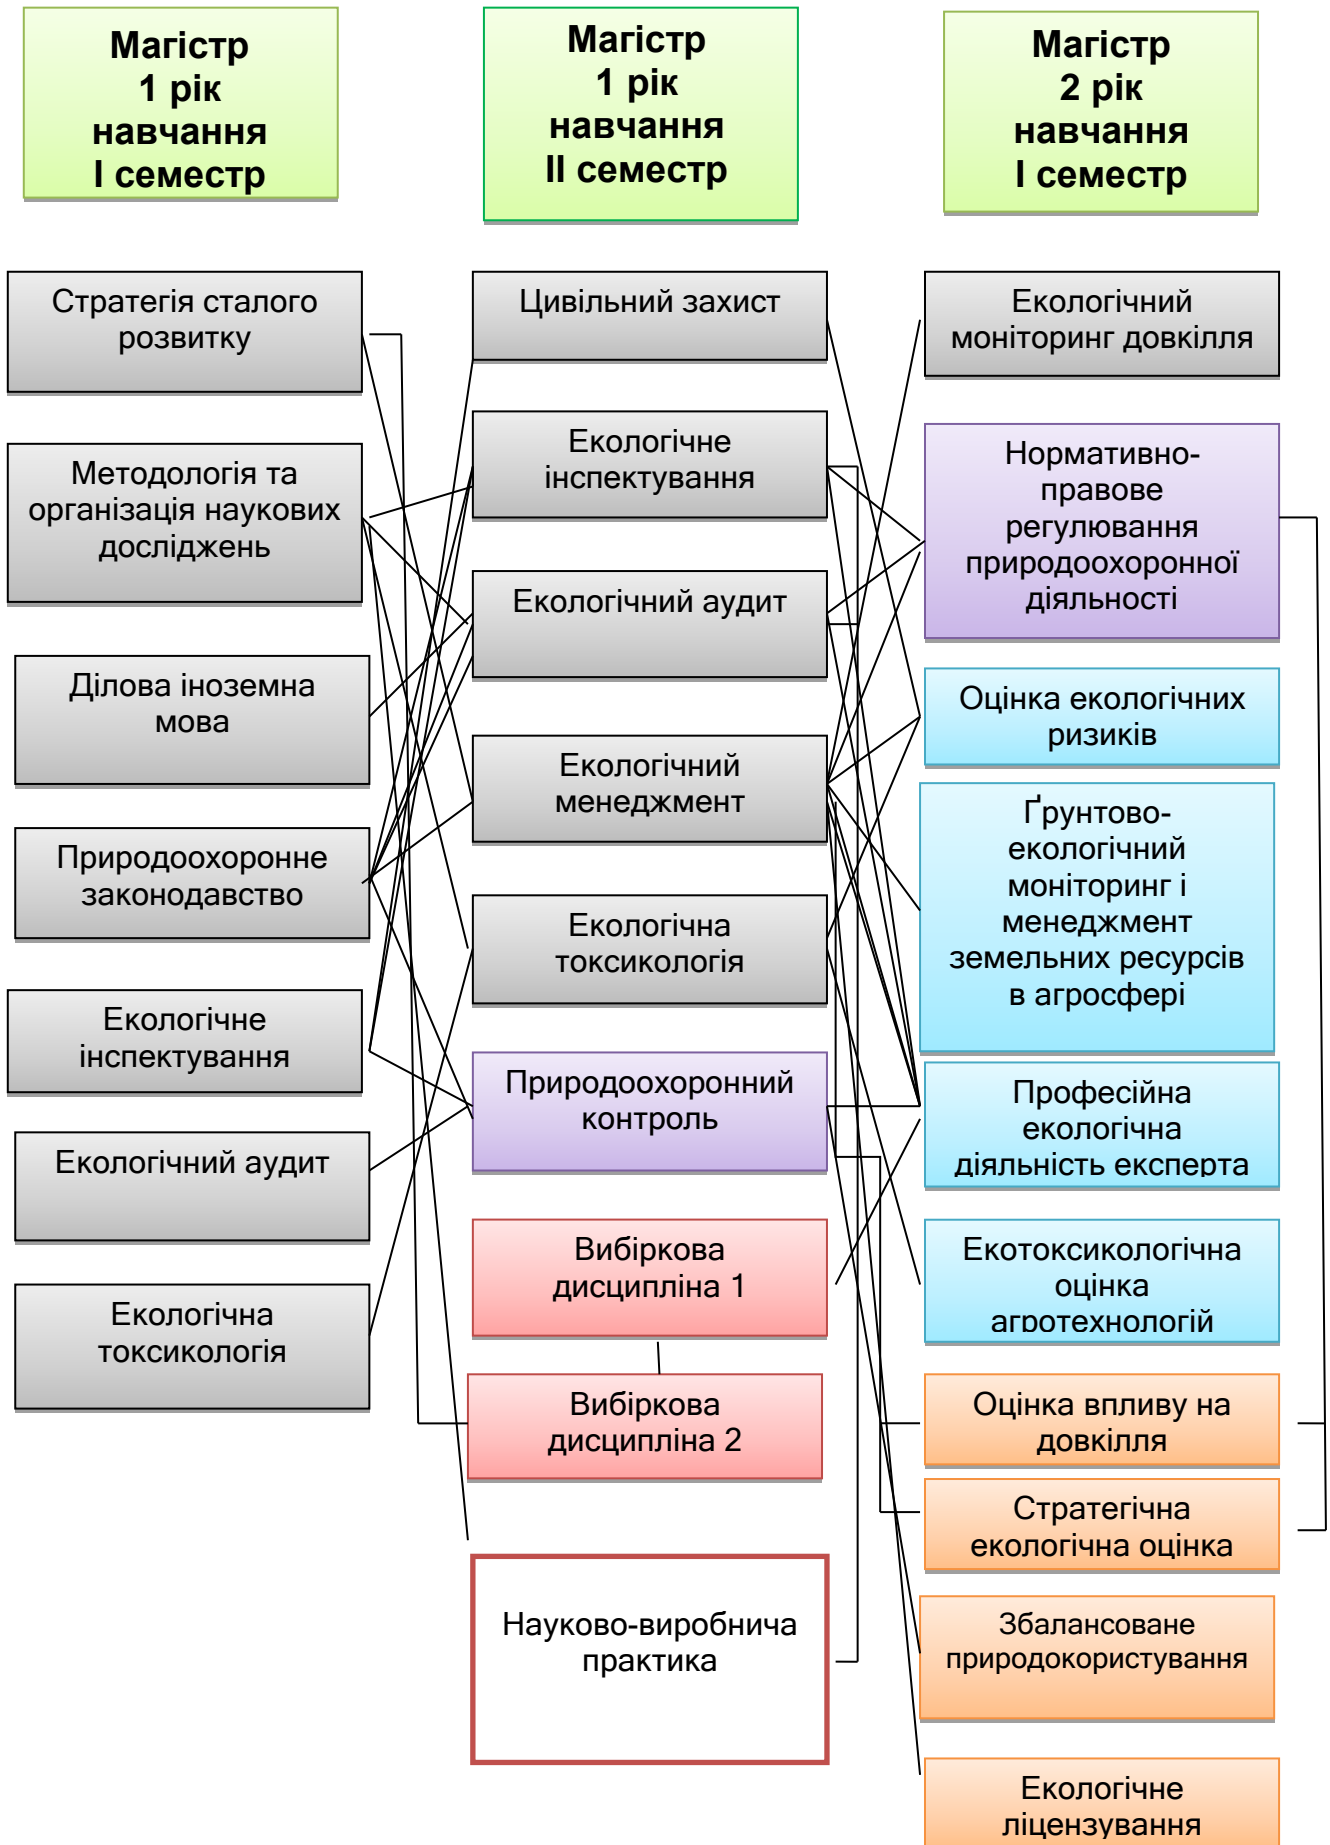 Магістр
1 рік
навчання
І семестр
Магістр
1 рік
навчання
ІІ семестр
Магістр
2 рік
навчання
І семестр
Стратегія сталого
розвитку
Методологія та
організація наукових
досліджень
Ділова іноземна
мова
Природоохоронне
законодавство
Екологічне
інспектування
Екологічний аудит
Екологічна
токсикологія
Цивільний захист
Екологічне
інспектування
Екологічний аудит
Екологічний
менеджмент
Екологічна
токсикологія
Природоохоронний
контроль
Вибіркова
дисципліна 1
Вибіркова
дисципліна 2
Науково-виробнича
практика
Екологічний
моніторинг довкілля
Нормативно-
правове
регулювання
природоохоронної
діяльності
Оцінка екологічних
ризиків
Ґрунтово-
екологічний
моніторинг і
менеджмент
земельних ресурсів
в агросфері
Професійна
екологічна
діяльність експерта
Екотоксикологічна
оцінка
агротехнологій
Оцінка впливу на
довкілля
Стратегічна
екологічна оцінка
Збалансоване
природокористування
Екологічне
ліцензування